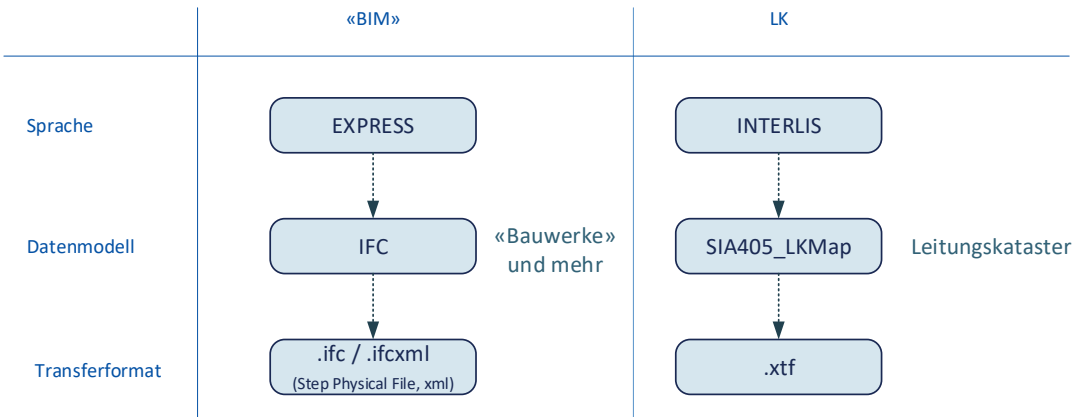 «BIM»
LK
Sprache
EXPRESS
INTERLIS
Datenmodell
IFC
«Bauwerke»
und mehr
SIA405_LKMap
Leitungskataster
Transferformat
.ifc / .ifcxml
(Step Physical File, xml)
.xtf